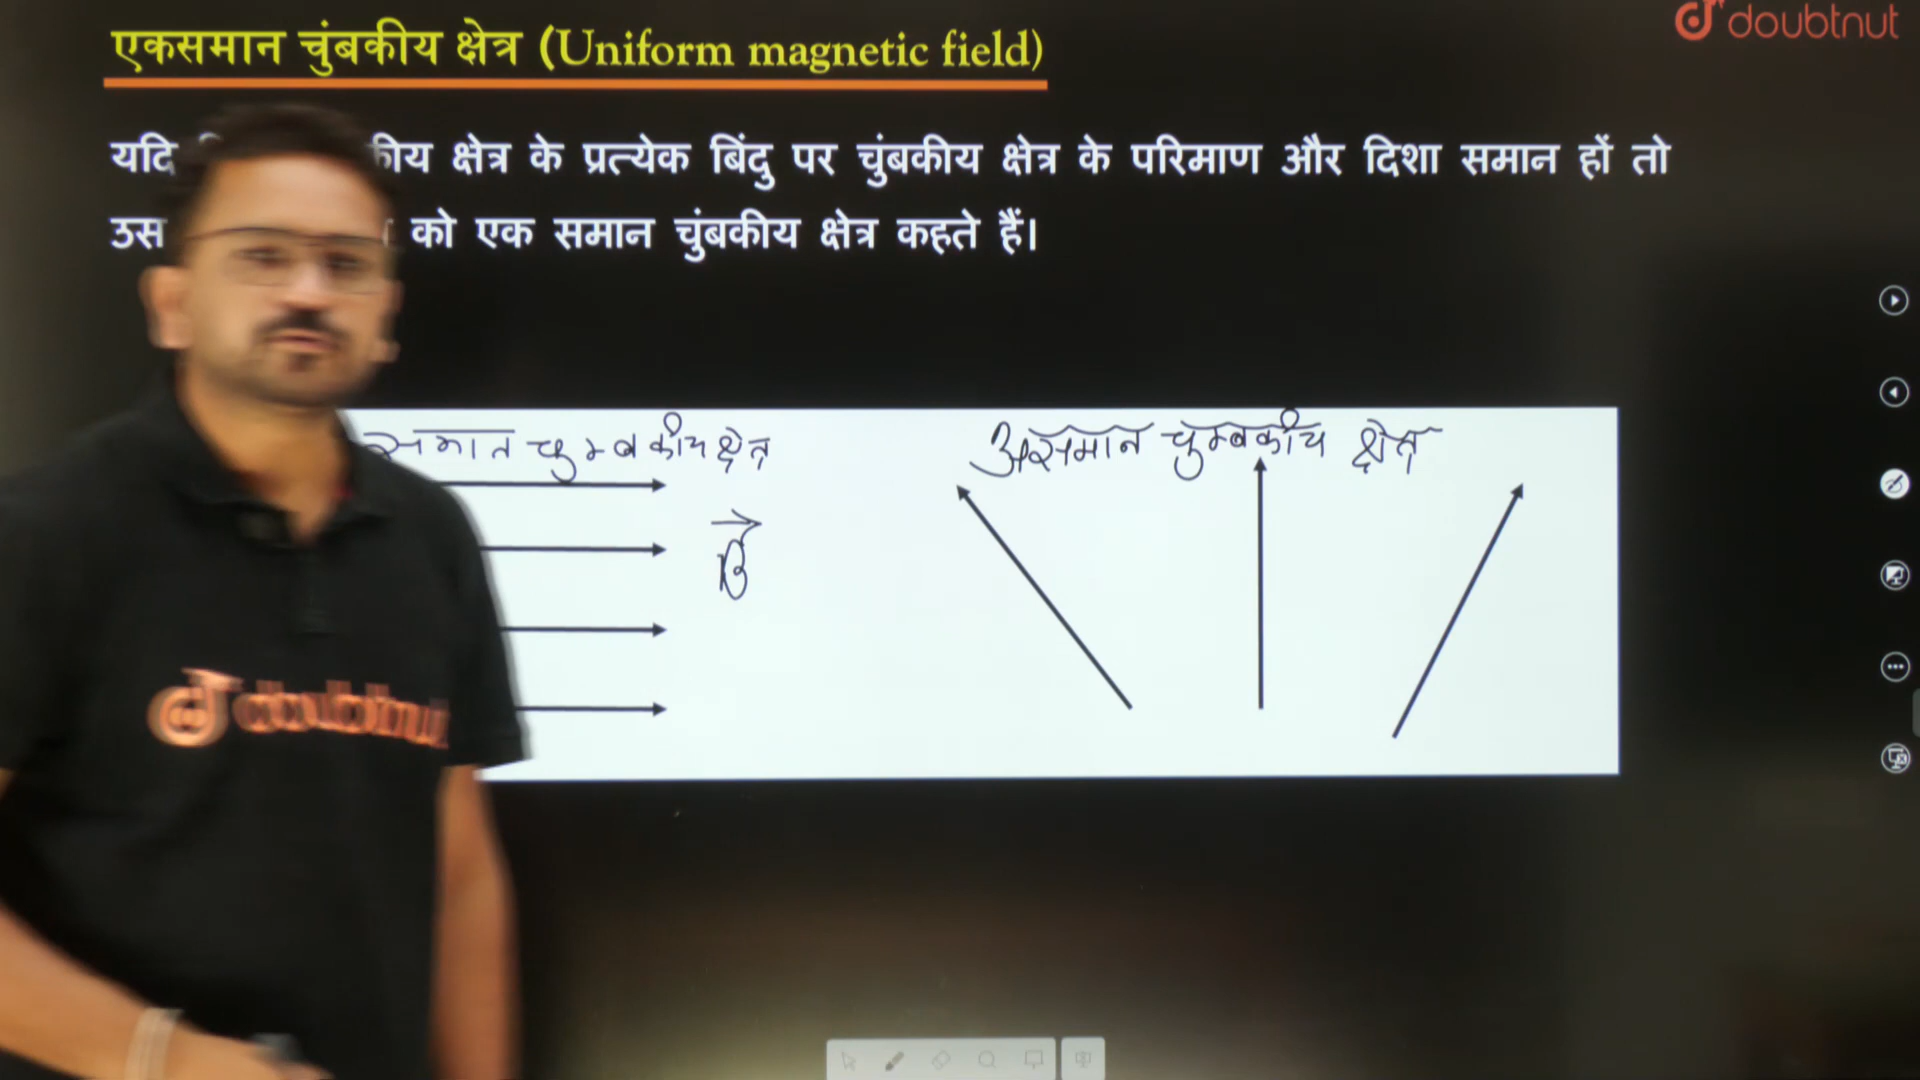 doubtnut
एकसमान चुंबकीय क्षेत्र (Uniform magnetic field)
यदि कीय क्षेत्र के प्रत्येक बिंदु पर चुंबकीय क्षेत्र के परिमाण और दिशा समान हों तो
उस को एक समान चुंबकीय क्षेत्र कहते हैं।
समान चुम्बकीय क्षेत्र
असमान चुम्बकीय क्षेत्र
B
doubtnut